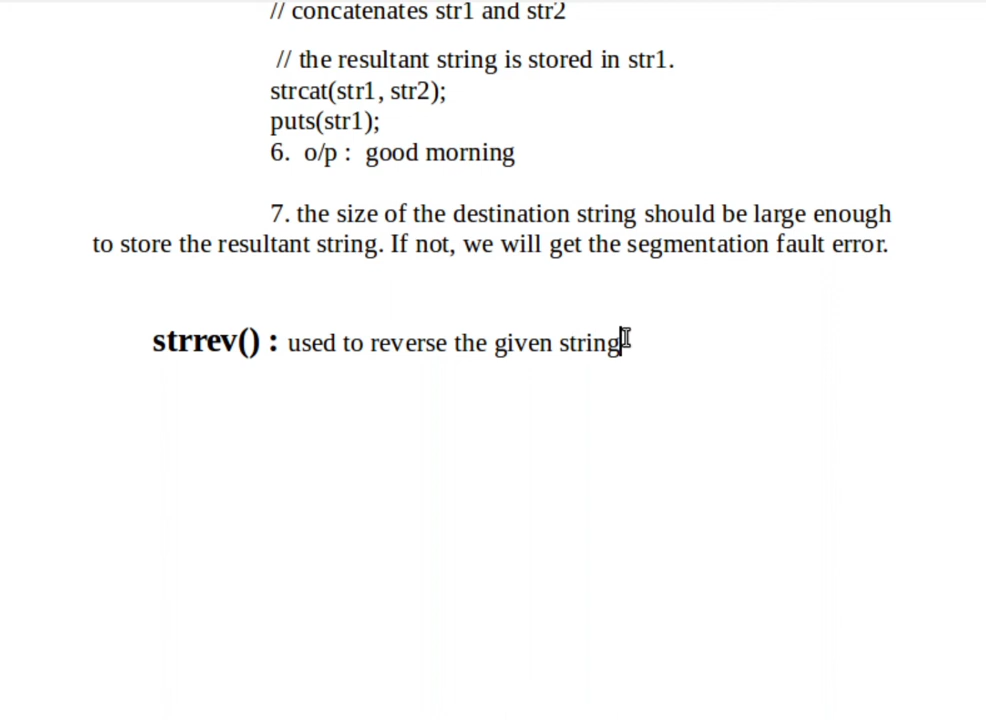 // concatenates str1 and str2
// the resultant string is stored in str1.
strcat(str1, str2);
puts(str1);
6. o/p : good morning
7. the size of the destination string should be large enough
to store the resultant string. If not, we will get the segmentation fault error.
strrev() : used to reverse the given string